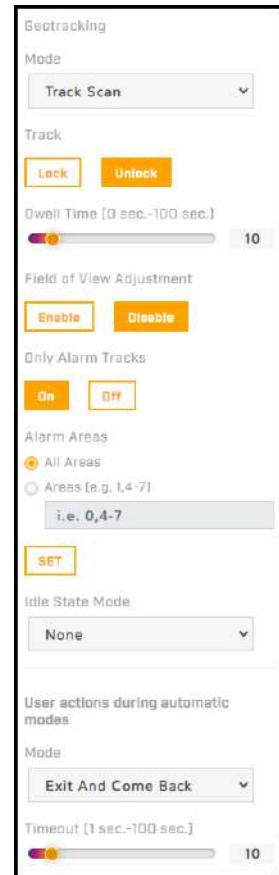 Geotracking
Mode
Track Scan
Track
Lock Unlock
Dwell Time [0 sec.-100 sec.]
10
Field of View Adjustment
Enable Disable
Only Alarm Tracks
On Off
Alarm Areas
All Areas
Areas [e.g. 1,4-7]
i.e. 0,4-7
SET
Idle State Mode
None
User actions during automatic
modes
Mode
Exit And Come Back
Timeout [1 sec.-100 sec.]
10